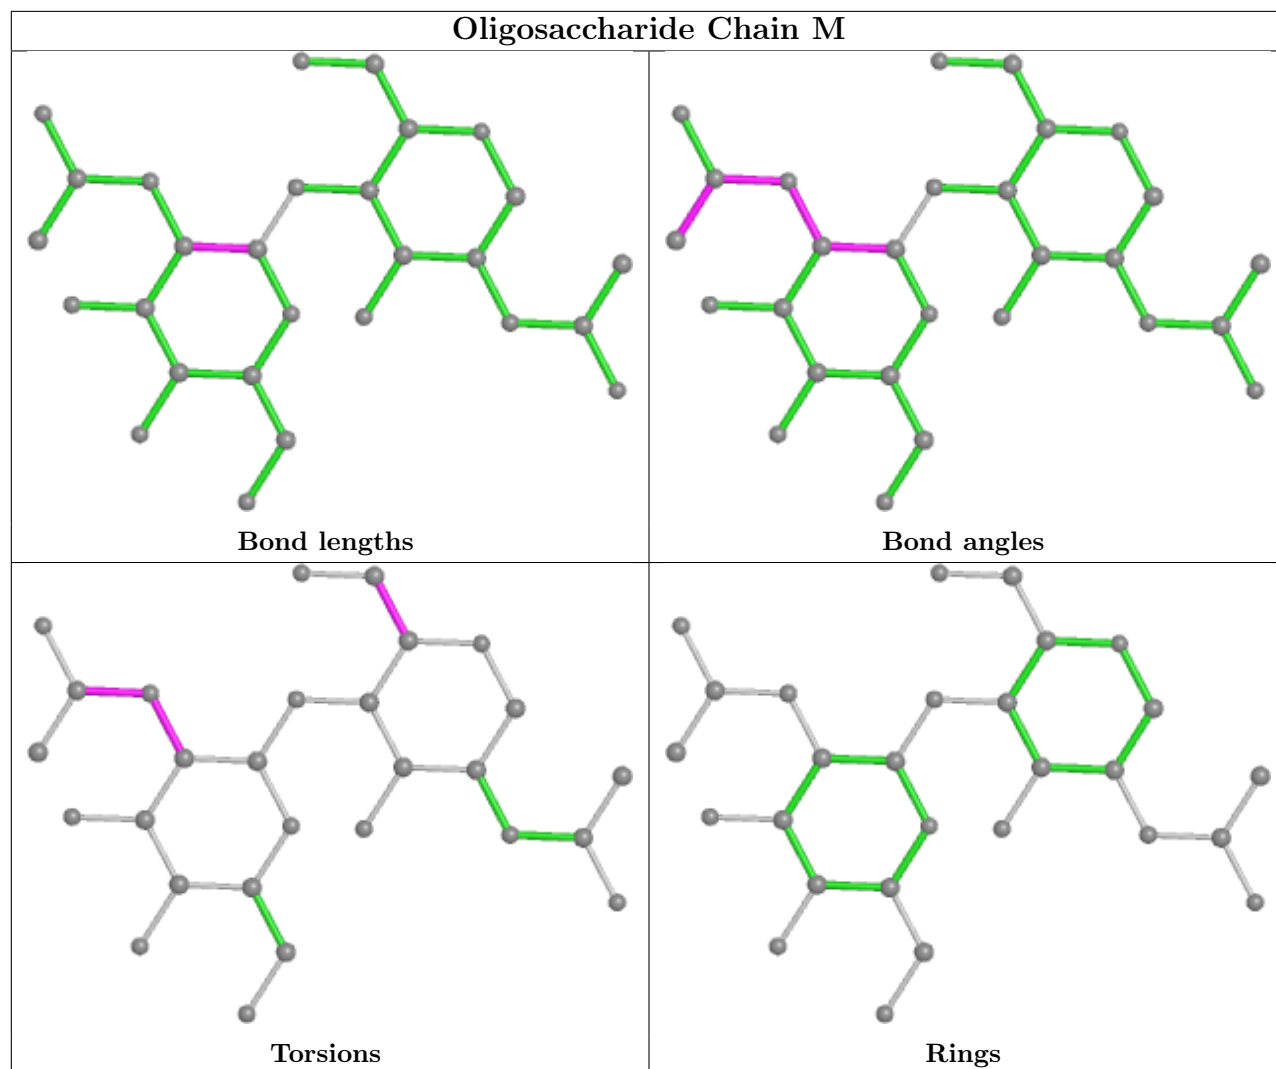 Oligosaccharide Chain M
Bond lengths
Bond angles
Torsions
Rings